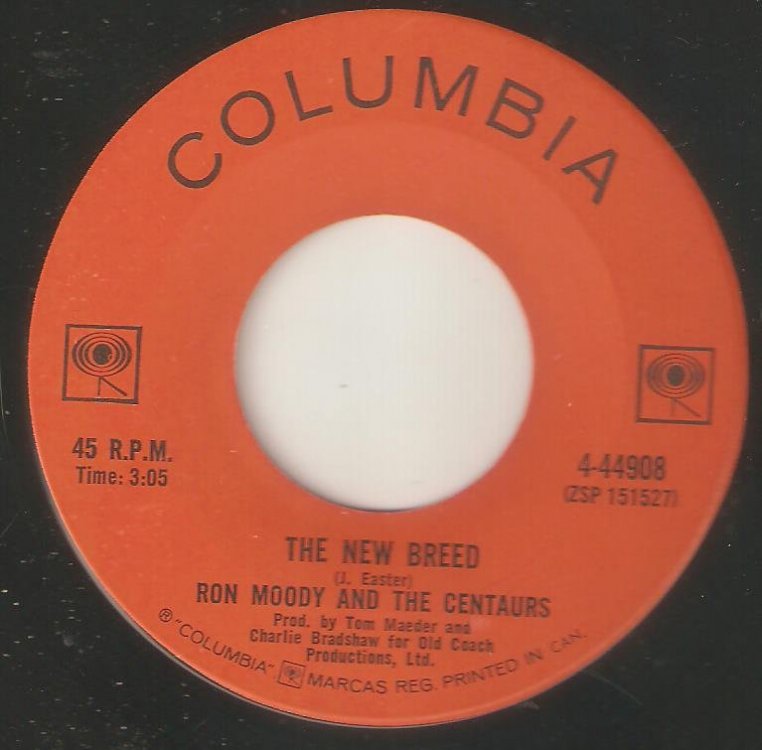 COLUMBIA
45 R.P.M.
Time: 3:05
4-44908
(ZSP 151527)
THE NEW BREED
(J. Easter)
RON MOODY AND THE CENTAURS
Prod. by Tom Maeder and
Charlie Bradshaw for Old Coach
Productions, Ltd.
® "COLUMBIA", MARCAS REG. PRINTED IN CAN.